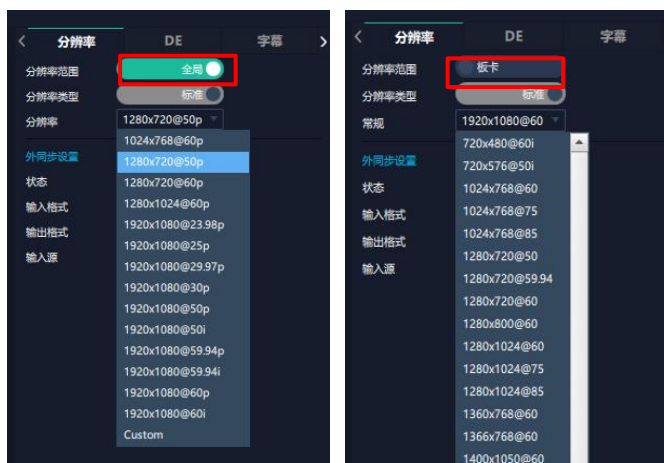 分辨率 DE 字幕
分辨率范围 全局
分辨率类型 标准
分辨率 1280x720@50p
1024x768@60p
外同步设置 1280x720@50p
状态 1280x720@60p
输入格式 1280x1024@60p
1920x1080@23.98p
输出格式
1920x1080@25p
输入源
1920x1080@29.97p
1920x1080@30p
1920x1080@50p
1920x1080@50i
1920x1080@59.94p
1920x1080@59.94i
1920x1080@60p
1920x1080@60i
Custom
分辨率 DE 字幕
分辨率范围 板卡
分辨率类型 标准
常规 1920x1080@60
720x480@60i
外同步设置 720x576@50i
状态 1024x768@60
输入格式 1024x768@75
输出格式 1024x768@85
1280x720@50
输入源
1280x720@59.94
1280x720@60
1280x800@60
1280x1024@60
1280x1024@75
1280x1024@85
1360x768@60
1366x768@60
1400x1050@60